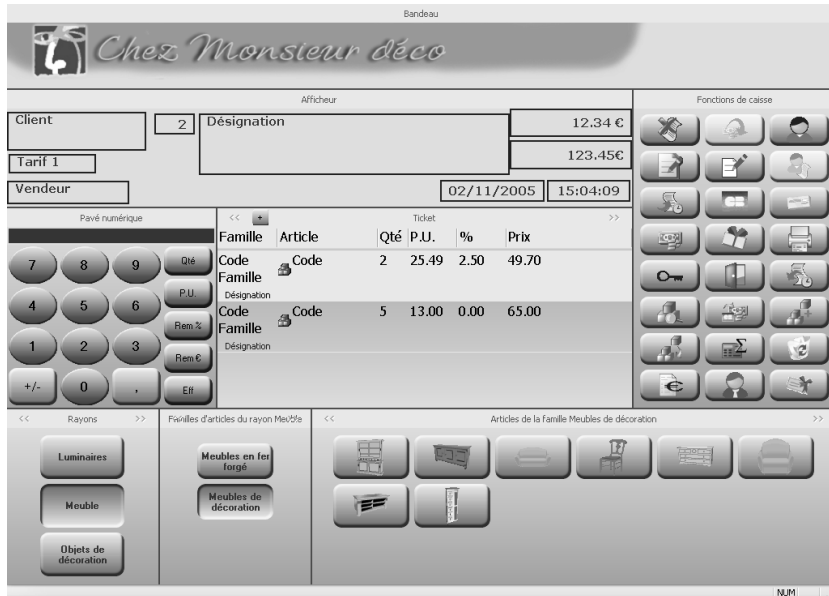 Bandeau
Chez Monsieur déco
Afficheur
Fonctions de caisse
Client
2
Désignation
12.34 €
123.45€
Tarif 1
Vendeur
02/11/2005
15:04:09
Pavé numérique
<< + Ticket >>
Famille Article Qté P.U. % Prix
Code Famille Code 2 25.49 2.50 49.70
Désignation
Code Famille Code 5 13.00 0.00 65.00
Désignation
7 8 9 Qté
P.U.
4 5 6
Rem %
1 2 3
Rem €
+/- 0 , Eff
<< Rayons >>
Familles d'articles du rayon Meuble
<< Articles de la famille Meubles de décoration >>
Luminaires
Meuble
Objets de
décoration
Meubles en fer
forgé
Meubles de
décoration
NUM